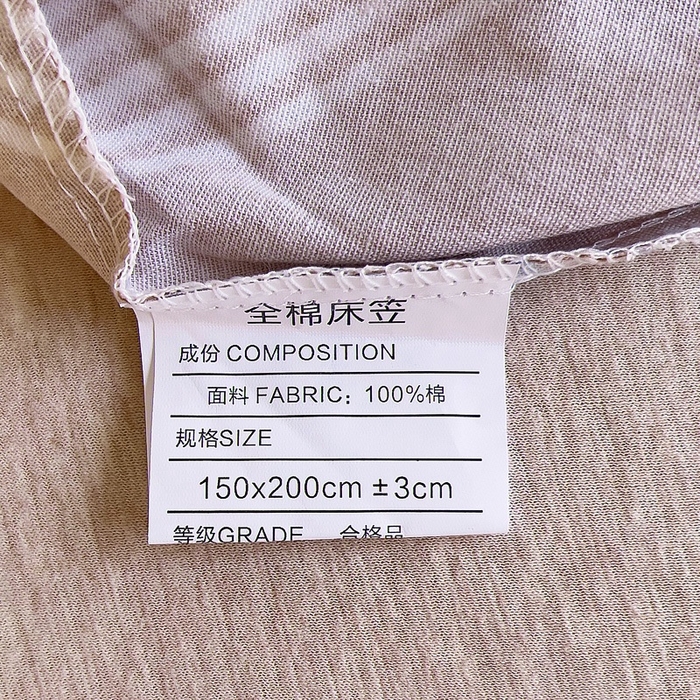 全棉床笠
成份 COMPOSITION
面料 FABRIC：100%棉
规格SIZE
150x200cm ±3cm
等级GRADE 合格品